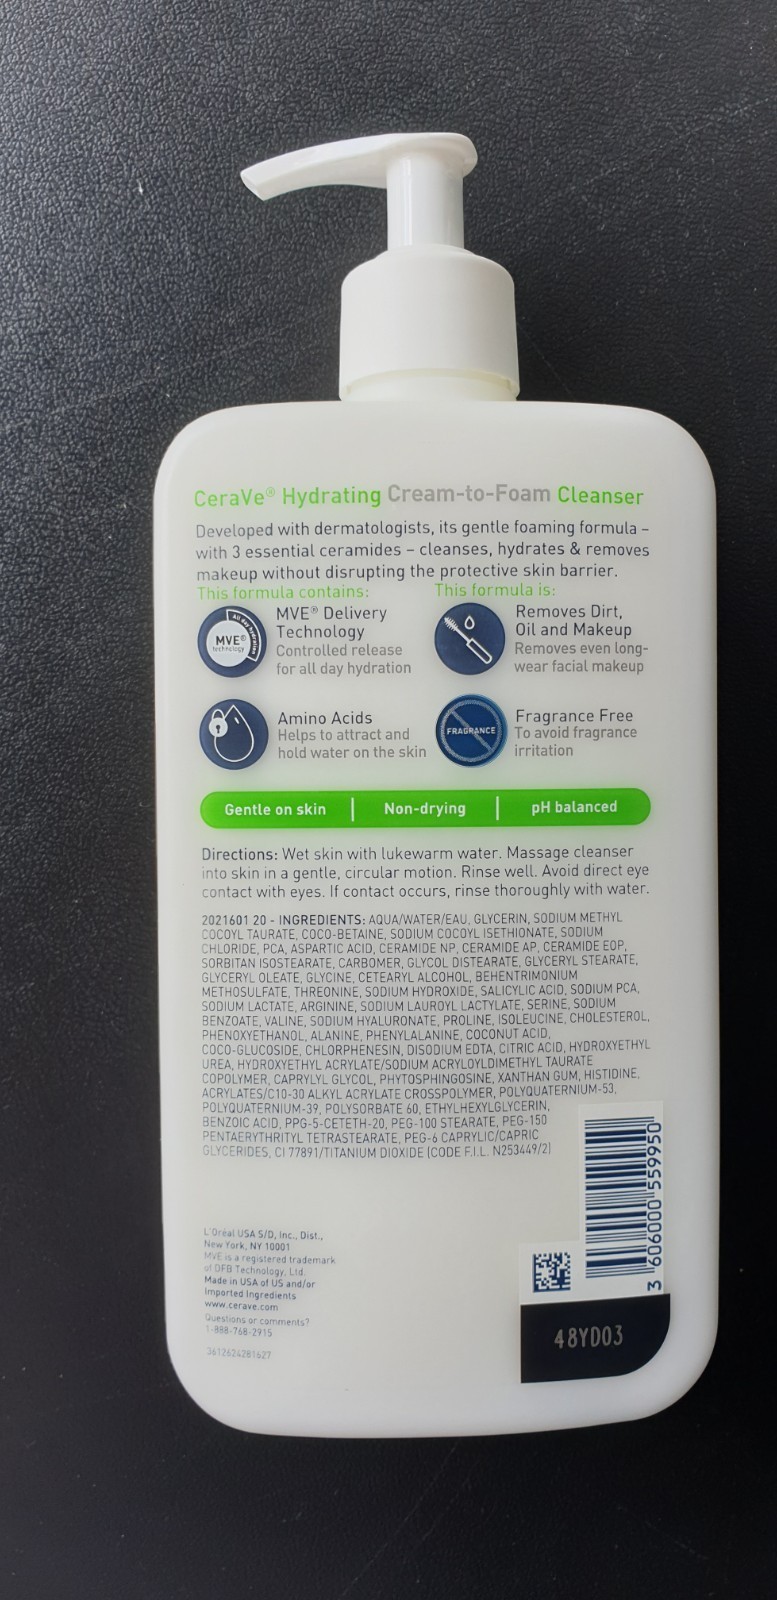 CeraVe® Hydrating Cream-to-Foam Cleanser
Developed with dermatologists, its gentle foaming formula –
with 3 essential ceramides – cleanses, hydrates & removes
makeup without disrupting the protective skin barrier.
This formula contains:
All day hydration
MVE®
technology
MVE® Delivery
Technology
Controlled release
for all day hydration
Amino Acids
Helps to attract and
hold water on the skin
This formula is:
Removes Dirt,
Oil and Makeup
Removes even long-
wear facial makeup
FRAGRANCE
Fragrance Free
To avoid fragrance
irritation
Gentle on skin | Non-drying | pH balanced
Directions: Wet skin with lukewarm water. Massage cleanser
into skin in a gentle, circular motion. Rinse well. Avoid direct eye
contact with eyes. If contact occurs, rinse thoroughly with water.
2021601 20 - INGREDIENTS: AQUA/WATER/EAU, GLYCERIN, SODIUM METHYL
COCOYL TAURATE, COCO-BETAINE, SODIUM COCOYL ISETHIONATE, SODIUM
CHLORIDE, PCA, ASPARTIC ACID, CERAMIDE NP, CERAMIDE AP, CERAMIDE EOP,
SORBITAN ISOSTEARATE, CARBOMER, GLYCOL DISTEARATE, GLYCERYL STEARATE,
GLYCERYL OLEATE, GLYCINE, CETEARYL ALCOHOL, BEHENTRIMONIUM
METHOSULFATE, THREONINE, SODIUM HYDROXIDE, SALICYLIC ACID, SODIUM PCA,
SODIUM LACTATE, ARGININE, SODIUM LAUROYL LACTYLATE, SERINE, SODIUM
BENZOATE, VALINE, SODIUM HYALURONATE, PROLINE, ISOLEUCINE, CHOLESTEROL,
PHENOXYETHANOL, ALANINE, PHENYLALANINE, COCONUT ACID,
COCO-GLUCOSIDE, CHLORPHENESIN, DISODIUM EDTA, CITRIC ACID, HYDROXYETHYL
UREA, HYDROXYETHYL ACRYLATE/SODIUM ACRYLOYLDIMETHYL TAURATE
COPOLYMER, CAPRYLYL GLYCOL, PHYTOSPHINGOSINE, XANTHAN GUM, HISTIDINE,
ACRYLATES/C10-30 ALKYL ACRYLATE CROSSPOLYMER, POLYQUATERNIUM-53,
POLYQUATERNIUM-39, POLYSORBATE 60, ETHYLHEXYLGLYCERIN,
BENZOIC ACID, PPG-5-CETETH-20, PEG-100 STEARATE, PEG-150
PENTAERYTHRITYL TETRASTEARATE, PEG-6 CAPRYLIC/CAPRIC
GLYCERIDES, CI 77891/TITANIUM DIOXIDE (CODE F.I.L. N253449/2)
L'Oréal USA S/D, Inc., Dist.,
New York, NY 10001
MVE is a registered trademark
of DFB Technology, Ltd.
Made in USA of US and/or
Imported Ingredients
www.cerave.com
Questions or comments?
1-888-768-2915
3612624281627
3 606000 559950
48YD03